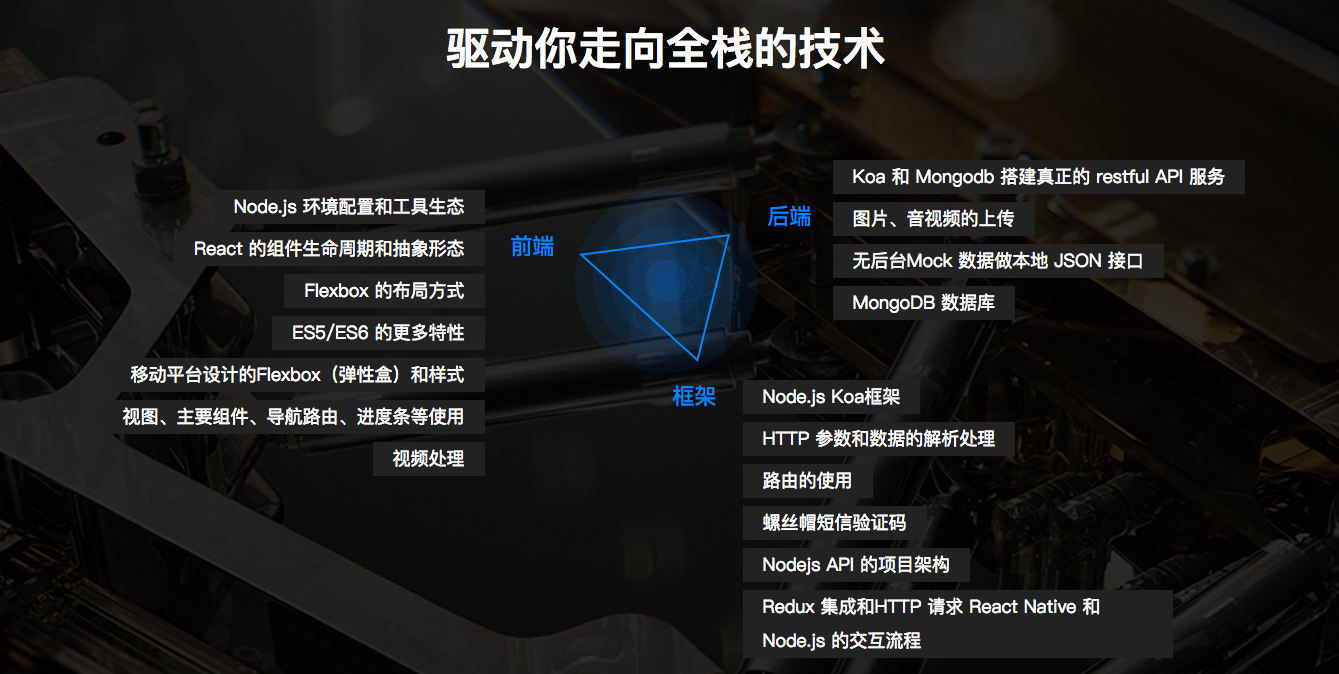 驱动你走向全栈的技术
前端
Node.js 环境配置和工具生态
React 的组件生命周期和抽象形态
Flexbox 的布局方式
ES5/ES6 的更多特性
移动平台设计的Flexbox（弹性盒）和样式
视图、主要组件、导航路由、进度条等使用
视频处理
后端
Koa 和 Mongodb 搭建真正的 restful API 服务
图片、音视频的上传
无后台Mock 数据做本地 JSON 接口
MongoDB 数据库
框架
Node.js Koa框架
HTTP 参数和数据的解析处理
路由的使用
螺丝帽短信验证码
Nodejs API 的项目架构
Redux 集成和HTTP 请求 React Native 和
Node.js 的交互流程